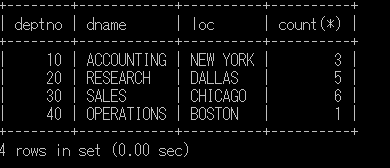 | deptno | dname | loc | count(*) |
| 10 | ACCOUNTING | NEW YORK | 3 |
| 20 | RESEARCH | DALLAS | 5 |
| 30 | SALES | CHICAGO | 6 |
| 40 | OPERATIONS | BOSTON | 1 |
4 rows in set (0.00 sec)